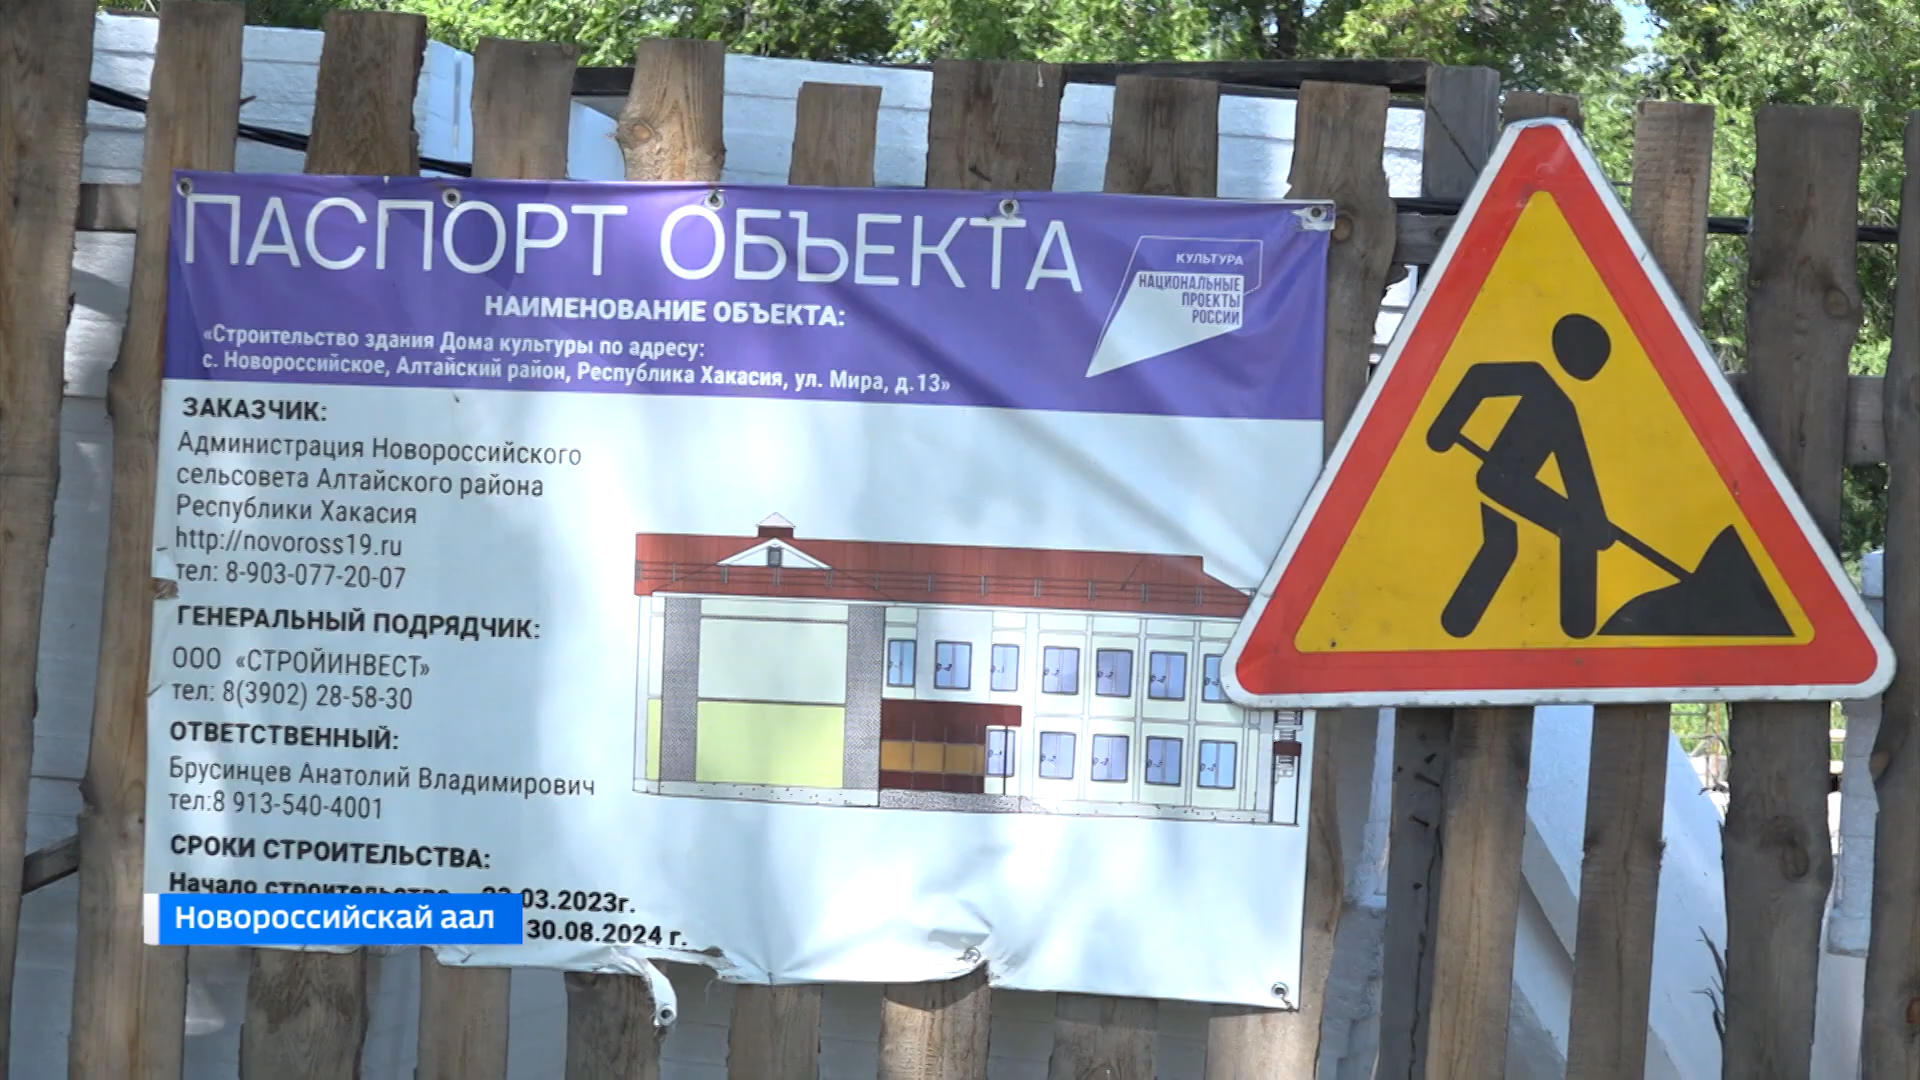 ПАСПОРТ ОБЪЕКТА
КУЛЬТУРА
НАЦИОНАЛЬНЫЕ
ПРОЕКТЫ
РОССИИ
НАИМЕНОВАНИЕ ОБЪЕКТА:
«Строительство здания Дома культуры по адресу:
с. Новороссийское, Алтайский район, Республика Хакасия, ул. Мира, д.13»
ЗАКАЗЧИК:
Администрация Новороссийского
сельсовета Алтайского района
Республики Хакасия
http://novoross19.ru
тел: 8-903-077-20-07
ГЕНЕРАЛЬНЫЙ ПОДРЯДЧИК:
ООО «СТРОЙИНВЕСТ»
тел: 8(3902) 28-58-30
ОТВЕТСТВЕННЫЙ:
Брусинцев Анатолий Владимирович
тел:8 913-540-4001
СРОКИ СТРОИТЕЛЬСТВА:
Начало строительства 03.2023г.
30.08.2024 г.
Новороссийскай аал